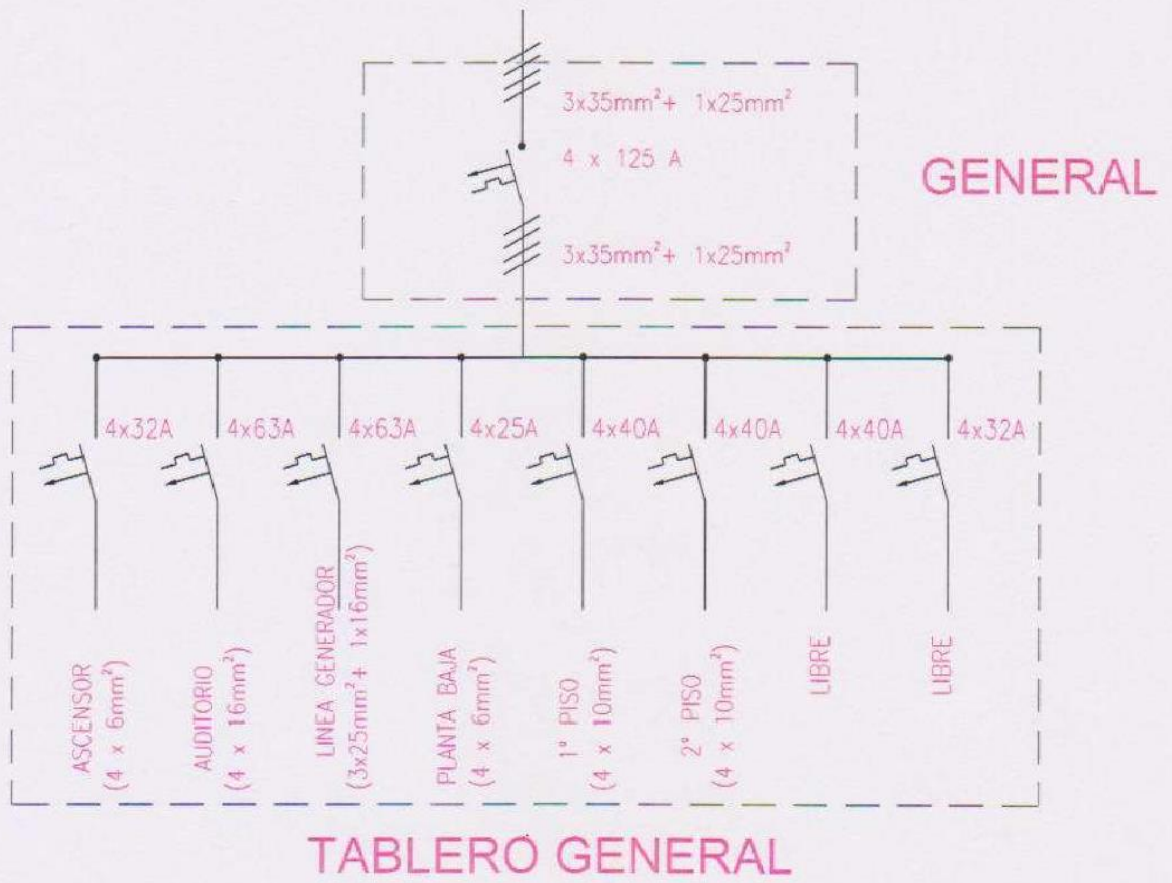 3x35mm²+ 1x25mm²
4 x 125 A
GENERAL
3x35mm²+ 1x25mm²
4x32A
4x63A
4x63A
4x25A
4x40A
4x40A
4x40A
4x32A
ASCENSOR
(4 x 6mm²)
AUDITORIO
(4 x 16mm²)
LINEA GENERADOR
(3x25mm²+ 1x16mm²)
PLANTA BAJA
(4 x 6mm²)
1º PISO
(4 x 10mm²)
2º PISO
(4 x 10mm²)
LIBRE
LIBRE
TABLERO GENERAL